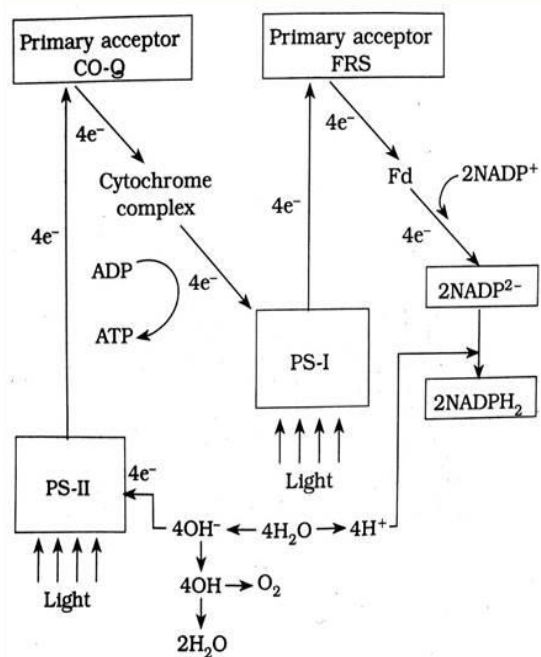 Primary acceptor
CO-Q
Primary acceptor
FRS
4e⁻
4e⁻
Cytochrome
complex
Fd
2NADP⁺
4e⁻
4e⁻
4e⁻
4e⁻
ADP
ATP
2NADP²⁻
PS-I
2NADPH₂
Light
PS-II
4e⁻
4OH⁻
4H₂O
4H⁺
Light
4OH
O₂
2H₂O